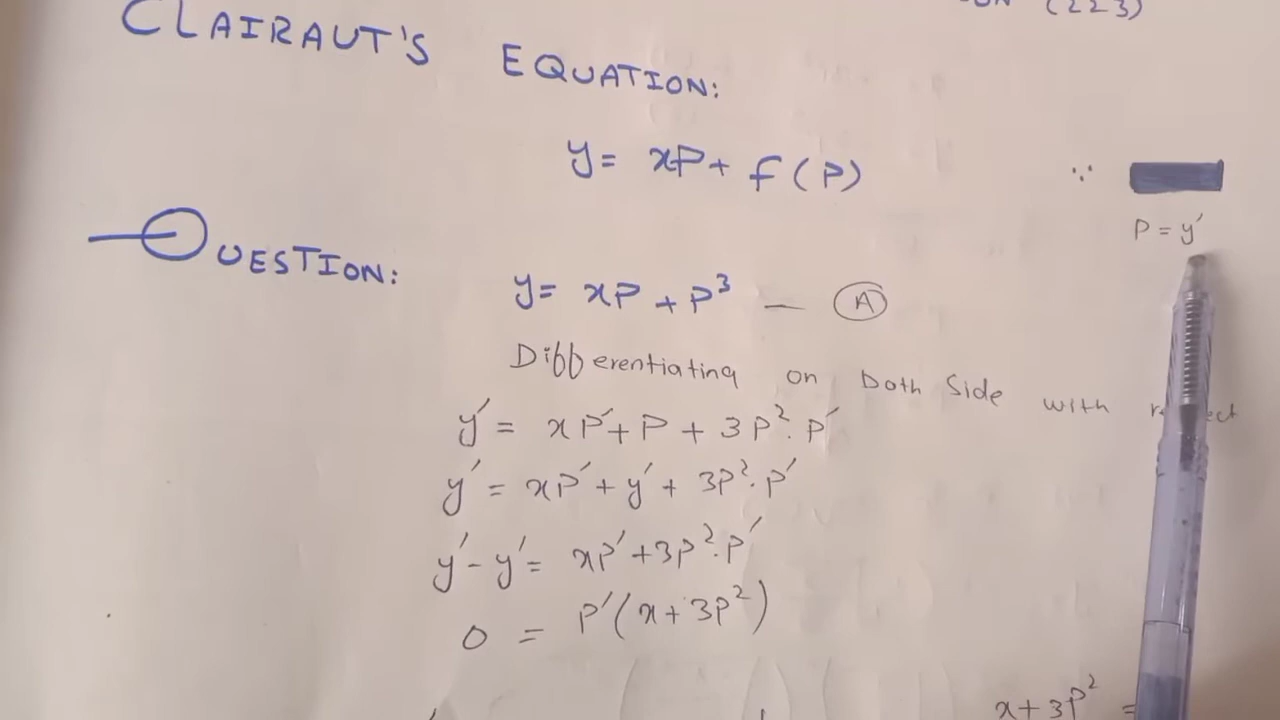 (223)
CLAIRAUT'S EQUATION:
y = xP + f(P) ∵
P = y'
QUESTION: y = xP + P³ — (A)
Differentiating on both Side with
y' = xP' + P + 3P². P'
y' = xP' + y' + 3P². P'
y' - y' = xP' + 3P². P'
0 = P'(x + 3P²)
x + 3P² =